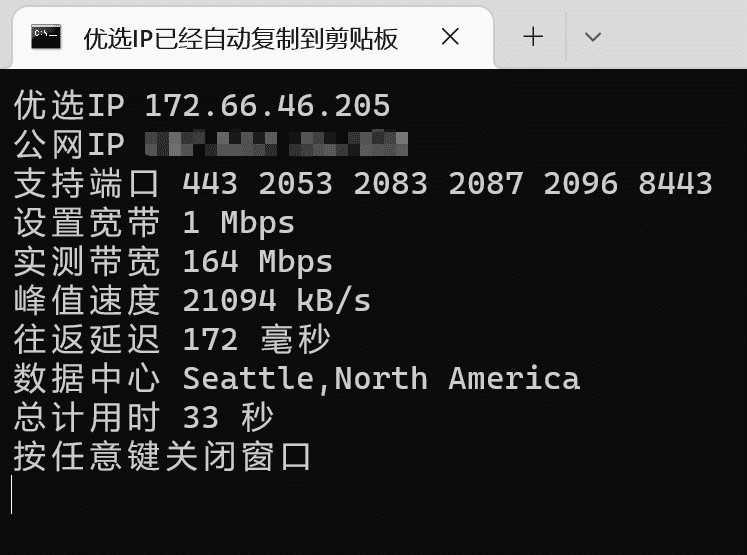 优选IP已经自动复制到剪贴板
优选IP 172.66.46.205
公网IP
支持端口 443 2053 2083 2087 2096 8443
设置宽带 1 Mbps
实测带宽 164 Mbps
峰值速度 21094 kB/s
往返延迟 172 毫秒
数据中心 Seattle,North America
总计用时 33 秒
按任意键关闭窗口